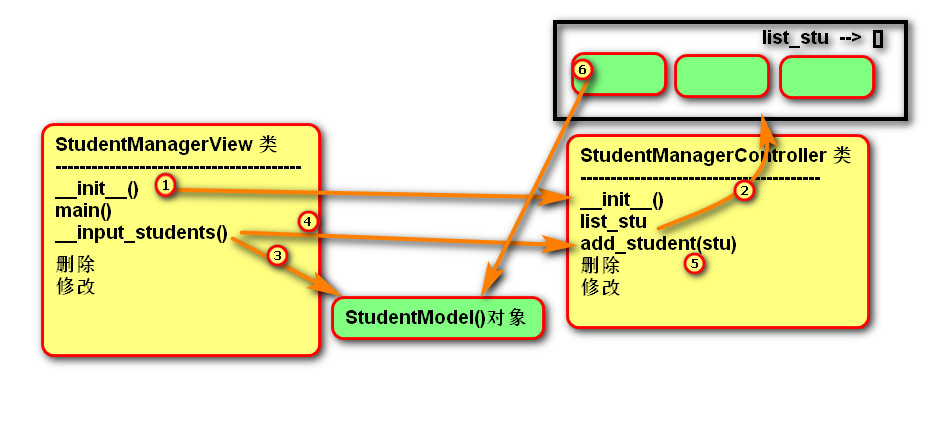 list_stu --> []
⑥
StudentManagerView 类
-----------------------------------------
__init__()
①
main()
__input_students()
④
③
删除
修改
StudentManagerController 类
----------------------------------------
②
__init__()
list_stu
add_student(stu)
删除
⑤
修改
StudentModel()对象